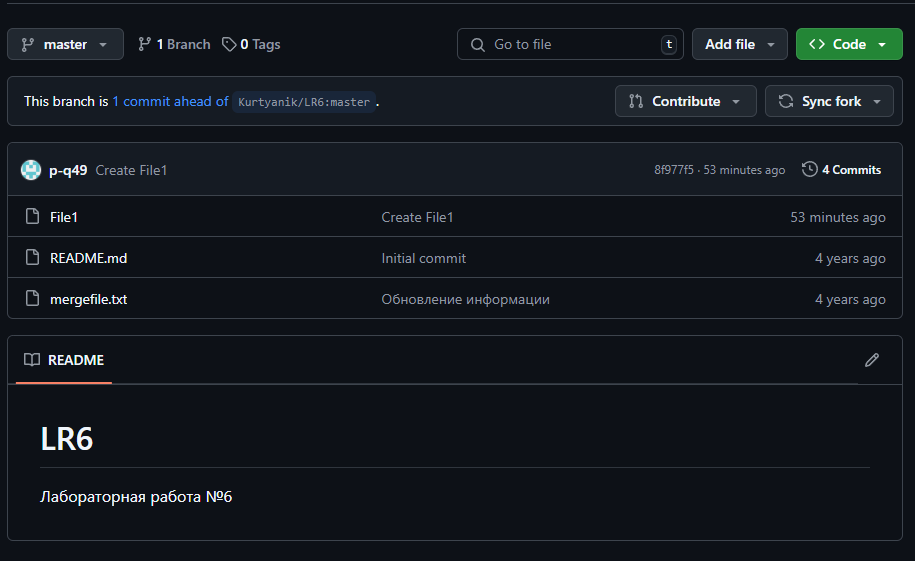 master 1 Branch 0 Tags Go to file t Add file Code
This branch is 1 commit ahead of Kurtyanik/LR6:master . Contribute Sync fork
p-q49 Create File1 8f977f5 · 53 minutes ago 4 Commits
File1 Create File1 53 minutes ago
README.md Initial commit 4 years ago
mergefile.txt Обновление информации 4 years ago
README
LR6
Лабораторная работа №6